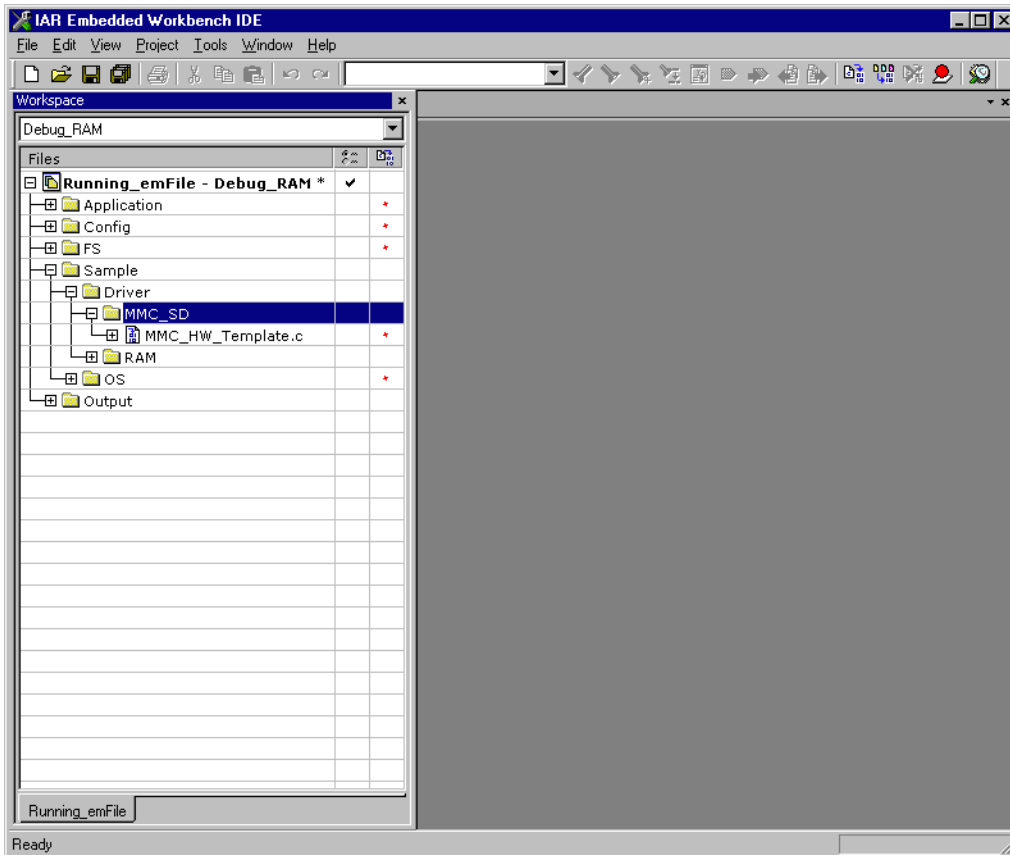 IAR Embedded Workbench IDE
File Edit View Project Tools Window Help
Workspace
Debug_RAM
Files
Running_emFile - Debug_RAM *
Application
Config
FS
Sample
Driver
MMC_SD
MMC_HW_Template.c
RAM
OS
Output
Running_emFile
Ready